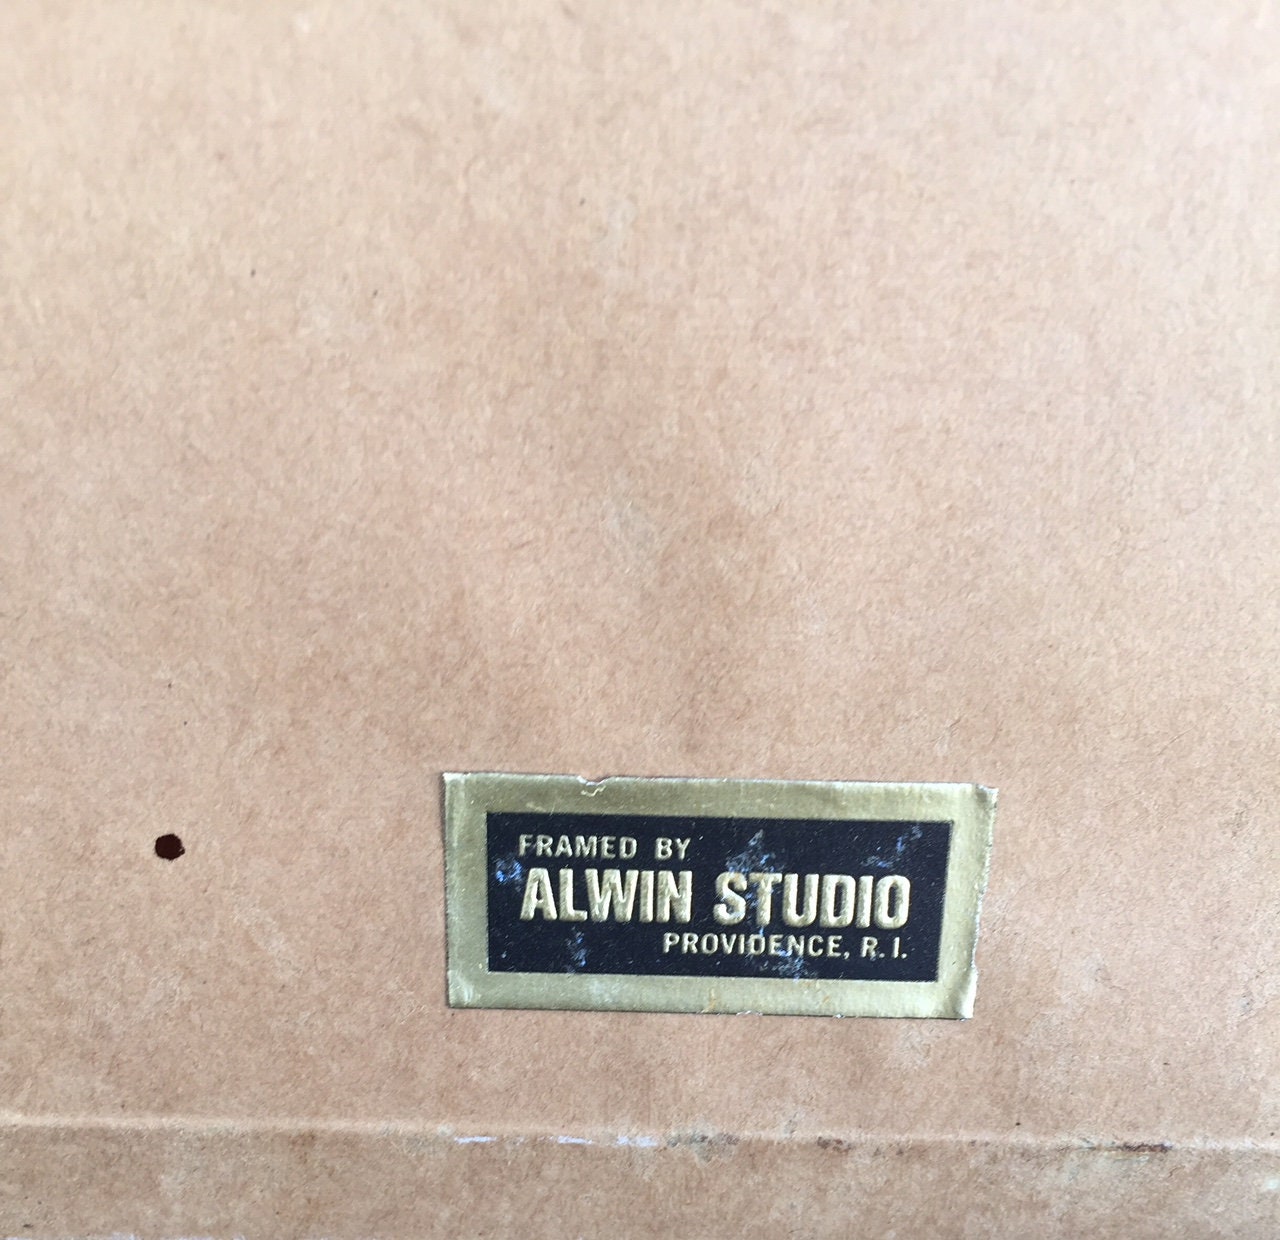 FRAMED BY
ALWIN STUDIO
PROVIDENCE, R. I.